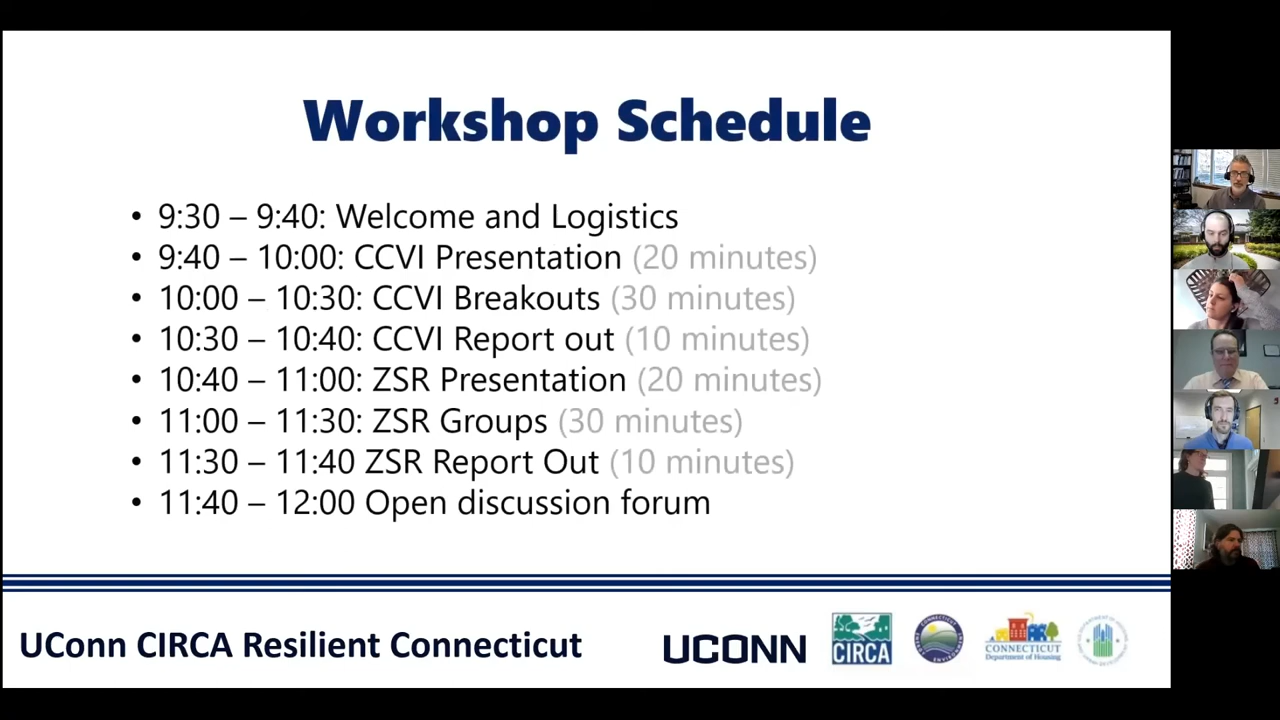 Workshop Schedule
• 9:30 – 9:40: Welcome and Logistics
• 9:40 – 10:00: CCVI Presentation (20 minutes)
• 10:00 – 10:30: CCVI Breakouts (30 minutes)
• 10:30 – 10:40: CCVI Report out (10 minutes)
• 10:40 – 11:00: ZSR Presentation (20 minutes)
• 11:00 – 11:30: ZSR Groups (30 minutes)
• 11:30 – 11:40 ZSR Report Out (10 minutes)
• 11:40 – 12:00 Open discussion forum
UConn CIRCA Resilient Connecticut
UCONN
CIRCA
CONNECTICUT
Department of Housing